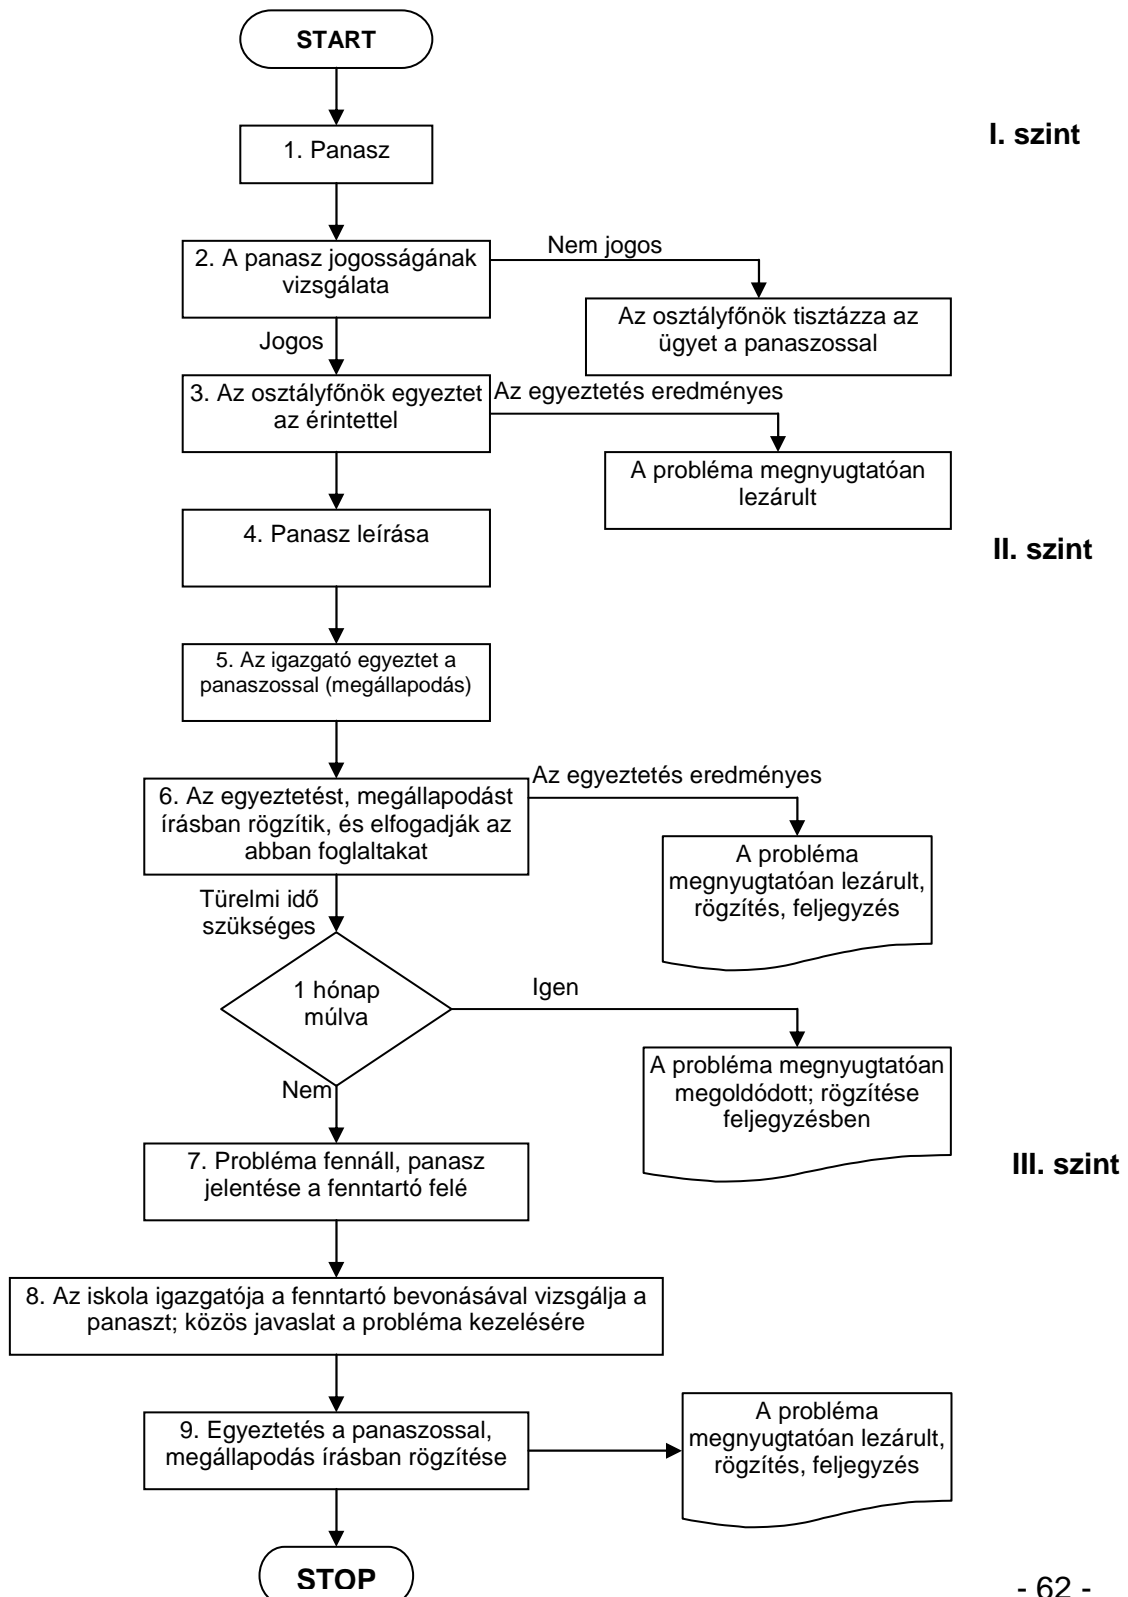 START
I. szint
1. Panasz
2. A panasz jogosságának
vizsgálata
Nem jogos
Az osztályfőnök tisztázza az
ügyet a panaszossal
Jogos
3. Az osztályfőnök egyeztet
az érintettel
Az egyeztetés eredményes
A probléma megnyugtatóan
lezárult
4. Panasz leírása
II. szint
5. Az igazgató egyeztet a
panaszossal (megállapodás)
6. Az egyeztetést, megállapodást
írásban rögzítik, és elfogadják az
abban foglaltakat
Az egyeztetés eredményes
A probléma
megnyugtatóan lezárult,
rögzítés, feljegyzés
Türelmi idő
szükséges
1 hónap
múlva
Igen
A probléma megnyugtatóan
megoldódott; rögzítése
feljegyzésben
Nem
7. Probléma fennáll, panasz
jelentése a fenntartó felé
III. szint
8. Az iskola igazgatója a fenntartó bevonásával vizsgálja a
panaszt; közös javaslat a probléma kezelésére
9. Egyeztetés a panaszossal,
megállapodás írásban rögzítése
A probléma
megnyugtatóan lezárult,
rögzítés, feljegyzés
STOP
- 62 -